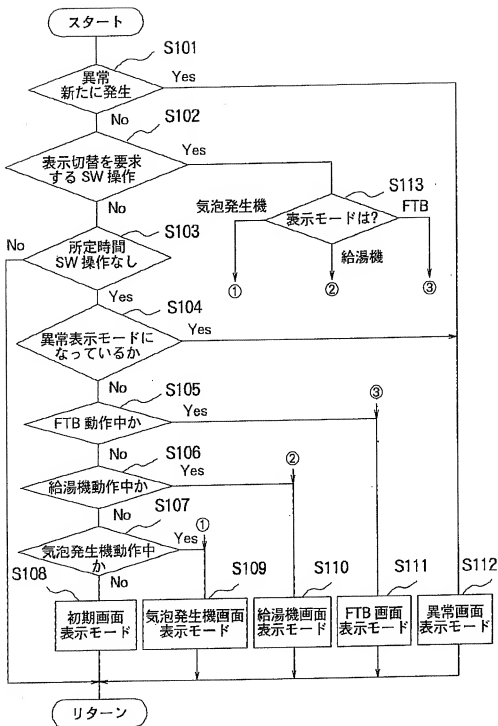 スタート
S101
異常
新たに発生
Yes
No
S102
表示切替を要求
するSW操作
Yes
No
S113
気泡発生機
表示モードは?
FTB
給湯機
①
②
③
S103
No
所定時間
SW操作なし
Yes
S104
異常表示モードに
なっているか
Yes
No
S105
③
FTB動作中か
Yes
No
S106
②
給湯機動作中か
Yes
No
S107
①
気泡発生機動作中
か
Yes
No
S108
S109
S110
S111
S112
初期画面
表示モード
気泡発生機画面
表示モード
給湯機画面
表示モード
FTB画面
表示モード
異常画面
表示モード
リターン